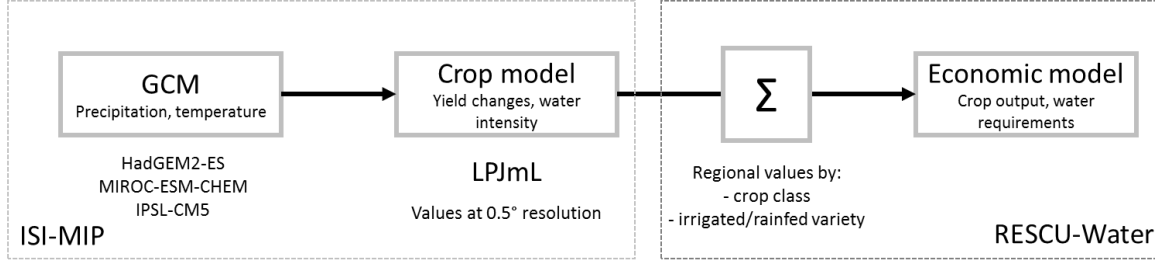 GCM
Precipitation, temperature
HadGEM2-ES
MIROC-ESM-CHEM
IPSL-CM5
ISI-MIP
Crop model
Yield changes, water
intensity
LPJmL
Values at 0.5° resolution
Σ
Regional values by:
- crop class
- irrigated/rainfed variety
Economic model
Crop output, water
requirements
RESCU-Water